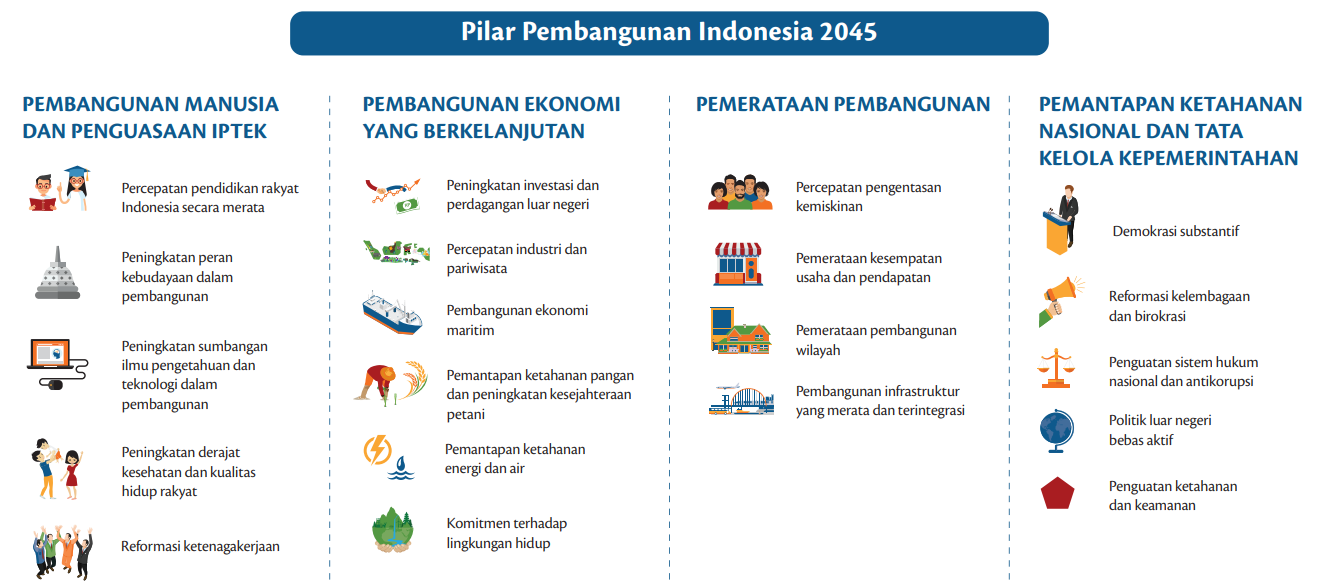 Pilar Pembangunan Indonesia 2045
PEMBANGUNAN MANUSIA
DAN PENGUASAAN IPTEK
Percepatan pendidikan rakyat
Indonesia secara merata
Peningkatan peran
kebudayaan dalam
pembangunan
Peningkatan sumbangan
ilmu pengetahuan dan
teknologi dalam
pembangunan
Peningkatan derajat
kesehatan dan kualitas
hidup rakyat
Reformasi ketenagakerjaan
PEMBANGUNAN EKONOMI
YANG BERKELANJUTAN
Peningkatan investasi dan
perdagangan luar negeri
Percepatan industri dan
pariwisata
Pembangunan ekonomi
maritim
Pemantapan ketahanan pangan
dan peningkatan kesejahteraan
petani
Pemantapan ketahanan
energi dan air
Komitmen terhadap
lingkungan hidup
PEMERATAAN PEMBANGUNAN
Percepatan pengentasan
kemiskinan
Pemerataan kesempatan
usaha dan pendapatan
Pemerataan pembangunan
wilayah
Pembangunan infrastruktur
yang merata dan terintegrasi
PEMANTAPAN KETAHANAN
NASIONAL DAN TATA
KELOLA KEPEMERINTAHAN
Demokrasi substantif
Reformasi kelembagaan
dan birokrasi
Penguatan sistem hukum
nasional dan antikorupsi
Politik luar negeri
bebas aktif
Penguatan ketahanan
dan keamanan